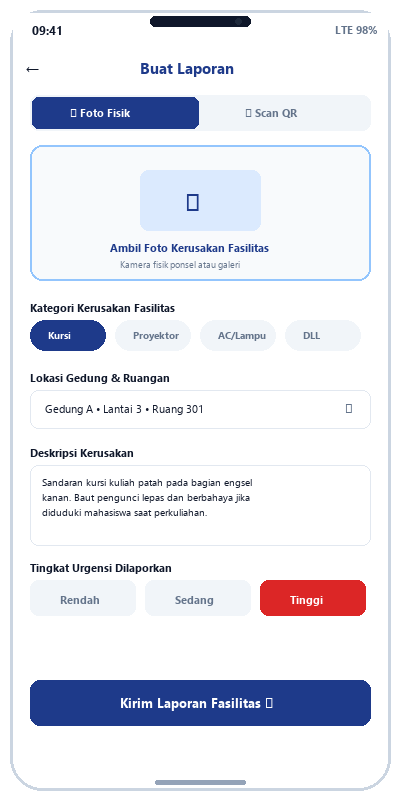 09:41
LTE 98%
← Buat Laporan
Foto Fisik
Scan QR
Ambil Foto Kerusakan Fasilitas
Kamera fisik ponsel atau galeri
Kategori Kerusakan Fasilitas
Kursi
Proyektor
AC/Lampu
DLL
Lokasi Gedung & Ruangan
Gedung A • Lantai 3 • Ruang 301
Deskripsi Kerusakan
Sandaran kursi kuliah patah pada bagian engsel
kanan. Baut pengunci lepas dan berbahaya jika
diduduki mahasiswa saat perkuliahan.
Tingkat Urgensi Dilaporkan
Rendah
Sedang
Tinggi
Kirim Laporan Fasilitas